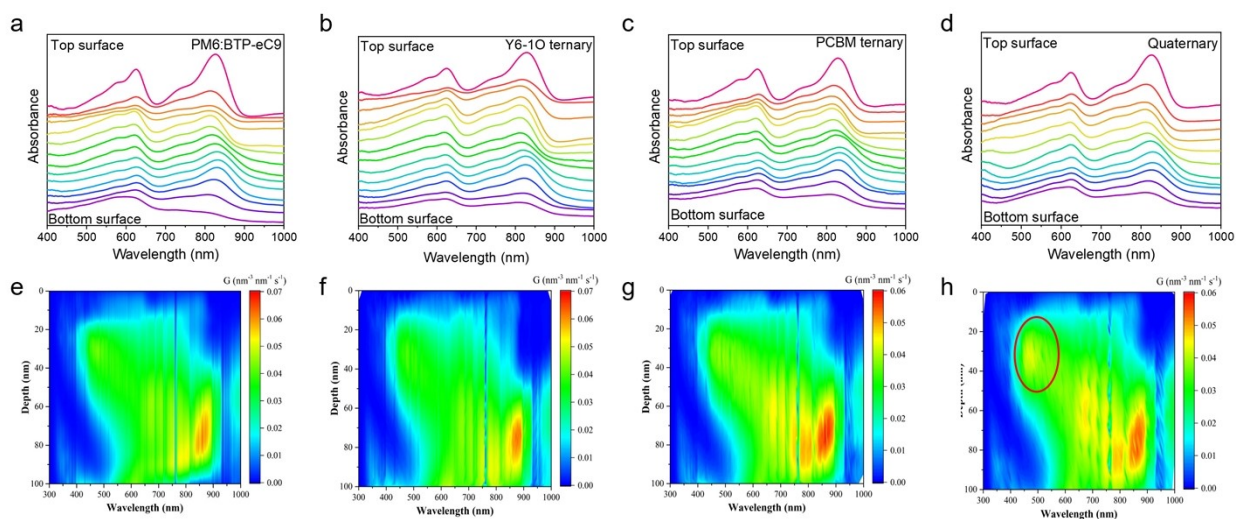 a
Top surface
PM6:BTP-eC9
Absorbance
Bottom surface
400 500 600 700 800 900 1000
Wavelength (nm)
b
Top surface
Y6-1O ternary
Absorbance
Bottom surface
400 500 600 700 800 900 1000
Wavelength (nm)
c
Top surface
PCBM ternary
Absorbance
Bottom surface
400 500 600 700 800 900 1000
Wavelength (nm)
d
Top surface
Quaternary
Absorbance
Bottom surface
400 500 600 700 800 900 1000
Wavelength (nm)
e
G (nm⁻³ nm⁻¹ s⁻¹)
Depth (nm)
0
20
40
60
80
100
300 400 500 600 700 800 900 1000
Wavelength (nm)
0.07
0.06
0.05
0.04
0.03
0.02
0.01
0.00
f
G (nm⁻³ nm⁻¹ s⁻¹)
Depth (nm)
0
20
40
60
80
100
300 400 500 600 700 800 900 1000
Wavelength (nm)
0.07
0.06
0.05
0.04
0.03
0.02
0.01
0.00
g
G (nm⁻³ nm⁻¹ s⁻¹)
Depth (nm)
0
20
40
60
80
100
300 400 500 600 700 800 900 1000
Wavelength (nm)
0.06
0.05
0.04
0.03
0.02
0.01
0.00
h
G (nm⁻³ nm⁻¹ s⁻¹)
0
20
40
60
80
100
300 400 500 600 700 800 900 1000
Wavelength (nm)
0.06
0.05
0.04
0.03
0.02
0.01
0.00